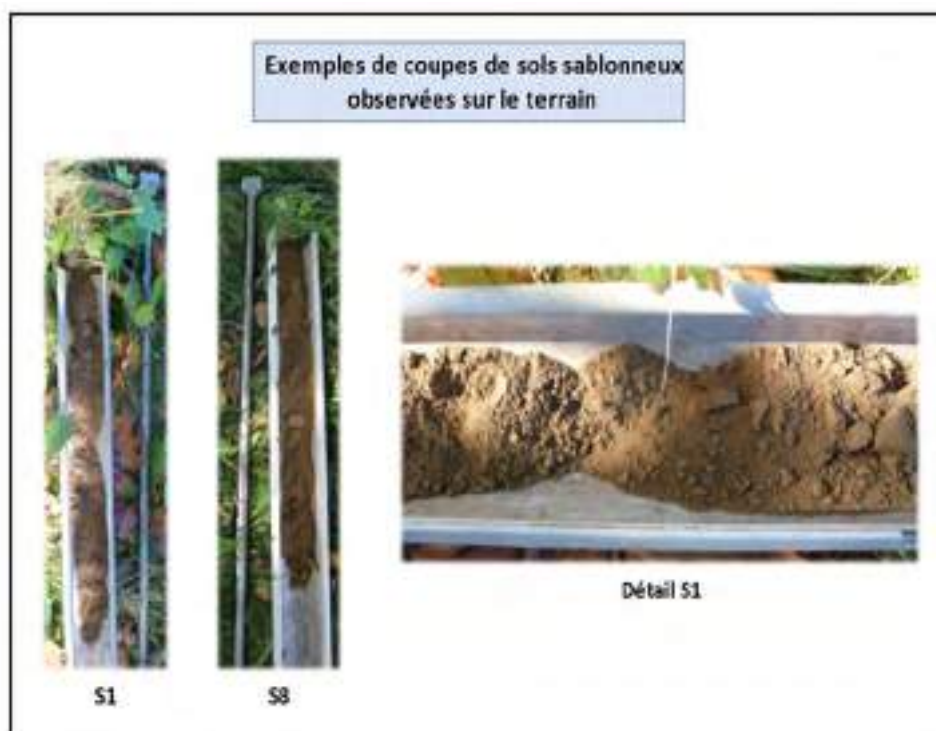 Exemples de coupes de sols sablonneux
observées sur le terrain
Détail S1
S1
S8